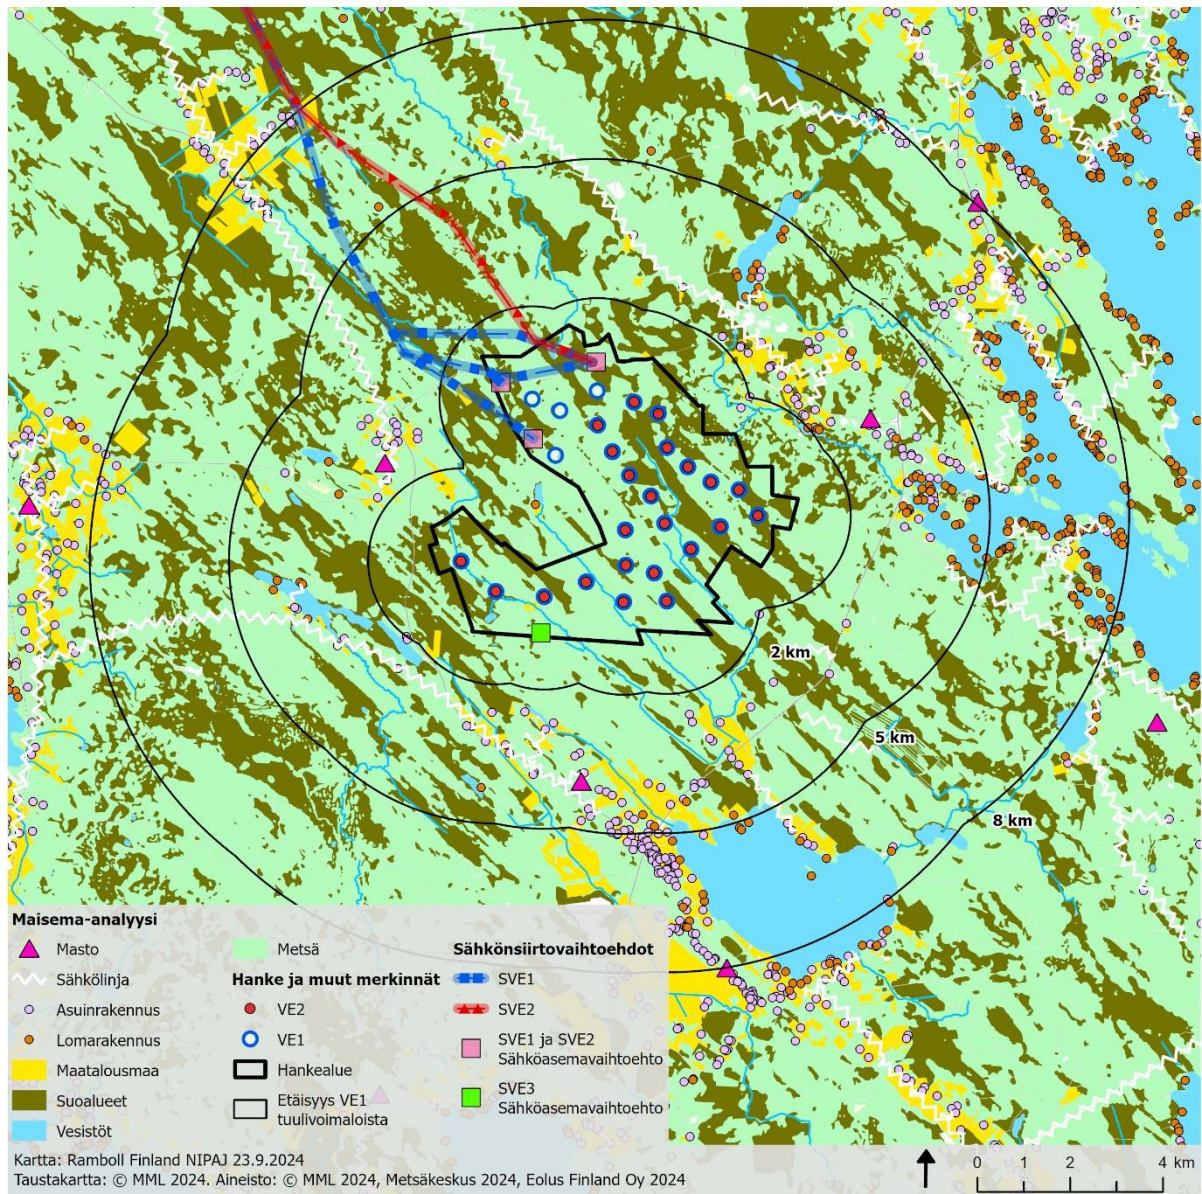 2 km
5 km
8 km
Maisema-analyysi
Masto
Sähkölinja
Asuinrakennus
Lomarakennus
Maatalousmaa
Suoalueet
Vesistöt
Metsä
Hanke ja muut merkinnät
VE2
VE1
Hankealue
Etäisyys VE1
tuulivoimaloista
Sähkönsiirtovaihtoehdot
SVE1
SVE2
SVE1 ja SVE2
Sähköasemavaihtoehto
SVE3
Sähköasemavaihtoehto
Kartta: Ramboll Finland NIPAJ 23.9.2024
Taustakartta: © MML 2024. Aineisto: © MML 2024, Metsäkeskus 2024, Eolus Finland Oy 2024
0 1 2 4 km